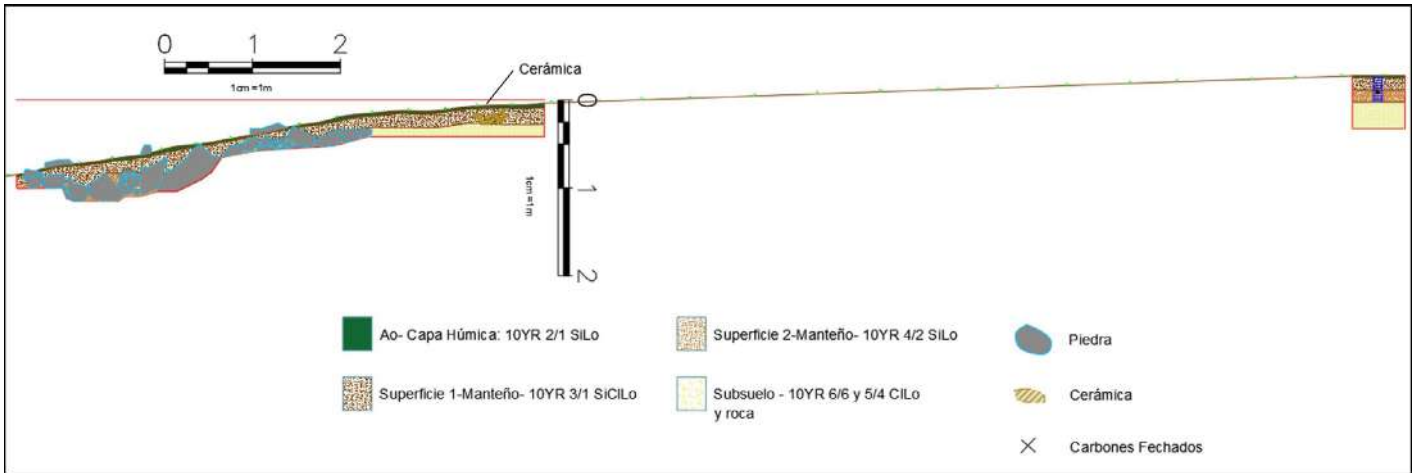 0 1 2
1cm =1m
Cerámica
0
1cm =1m
1
2
Ao- Capa Húmica: 10YR 2/1 SiLo
Superficie 2-Manteño- 10YR 4/2 SiLo
Piedra
Superficie 1-Manteño- 10YR 3/1 SiClLo
Subsuelo - 10YR 6/6 y 5/4 ClLo
y roca
Cerámica
Carbones Fechados